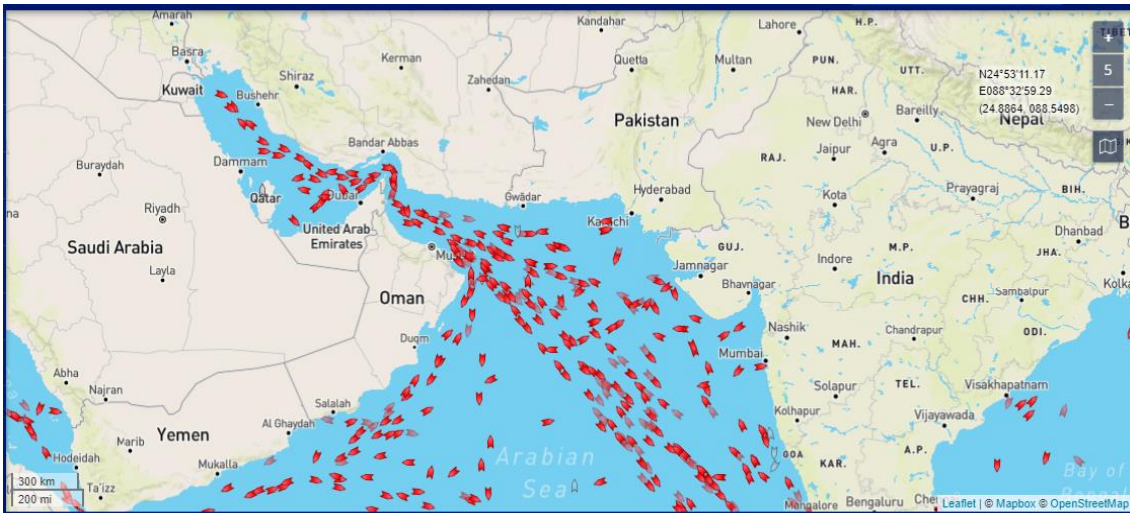 Amarah
Basra
Kuwait
Shiraz
Bushehr
Kerman
Zahedan
Kandahar
Quetta
Lahore
Multan
H.P.
PUN.
UTT.
HAR.
N24°53'11.17
E088°32'59.29
(24.8864, 088.5498)
+
5
−
Nepal
New Delhi
Bareilly
Pakistan
RAJ.
Jaipur
Agra
U.P.
Bandar Abbas
Buraydah
Dammam
Qatar
Dubai
Gwādar
Hyderabad
Karachi
Kota
Prayagraj
BIH.
Riyadh
United Arab
Emirates
Saudi Arabia
Layla
GUJ.
M.P.
Dhanbad
JHA.
Jamnagar
Bhavnagar
Indore
India
CHH.
Sambalpur
Oman
Duqm
ODI.
Nashik
Chandrapur
Mumbai
MAH.
Abha
Najran
Solapur
TEL.
Visakhapatnam
Salalah
Al Ghaydah
Kolhapur
Vijayawada
Yemen
Marib
Hodeidah
Mukalla
Arabian
Sea
GOA
KAR.
A.P.
Bay of
300 km
200 mi
Ta'izz
Mangalore
Bengaluru
Leaflet | © Mapbox © OpenStreetMap